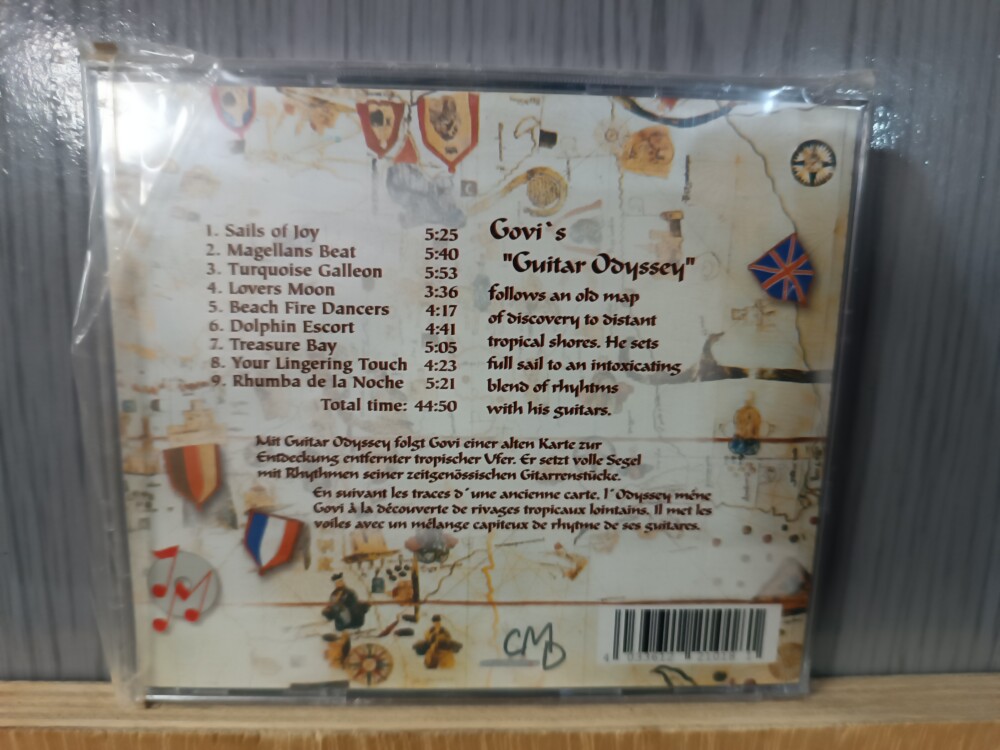 19
1. Sails of Joy 5:25
2. Magellans Beat 5:40
3. Turquoise Galleon 5:53
4. Lovers Moon 3:36
5. Beach Fire Dancers 4:17
6. Dolphin Escort 4:41
7. Treasure Bay 5:05
8. Your Lingering Touch 4:23
9. Rhumba de la Noche 5:21
Total time: 44:50
Govi`s
"Guitar Odyssey"
follows an old map
of discovery to distant
tropical shores. He sets
full sail to an intoxicating
blend of rhyhtms
with his guitars.
Mit Guitar Odyssey folgt Govi einer alten Karte zur
Entdeckung entfernter tropischer Ufer. Er setzt volle Segel
mit Rhythmen seiner zeitgenössischen Gitarrenstücke.
En suivant les traces d´une ancienne carte, l´Odyssey méne
Govi à la découverte de rivages tropicaux lointains. Il met les
voiles avec un mélange capiteux de rhytme de ses guitares.
CMD